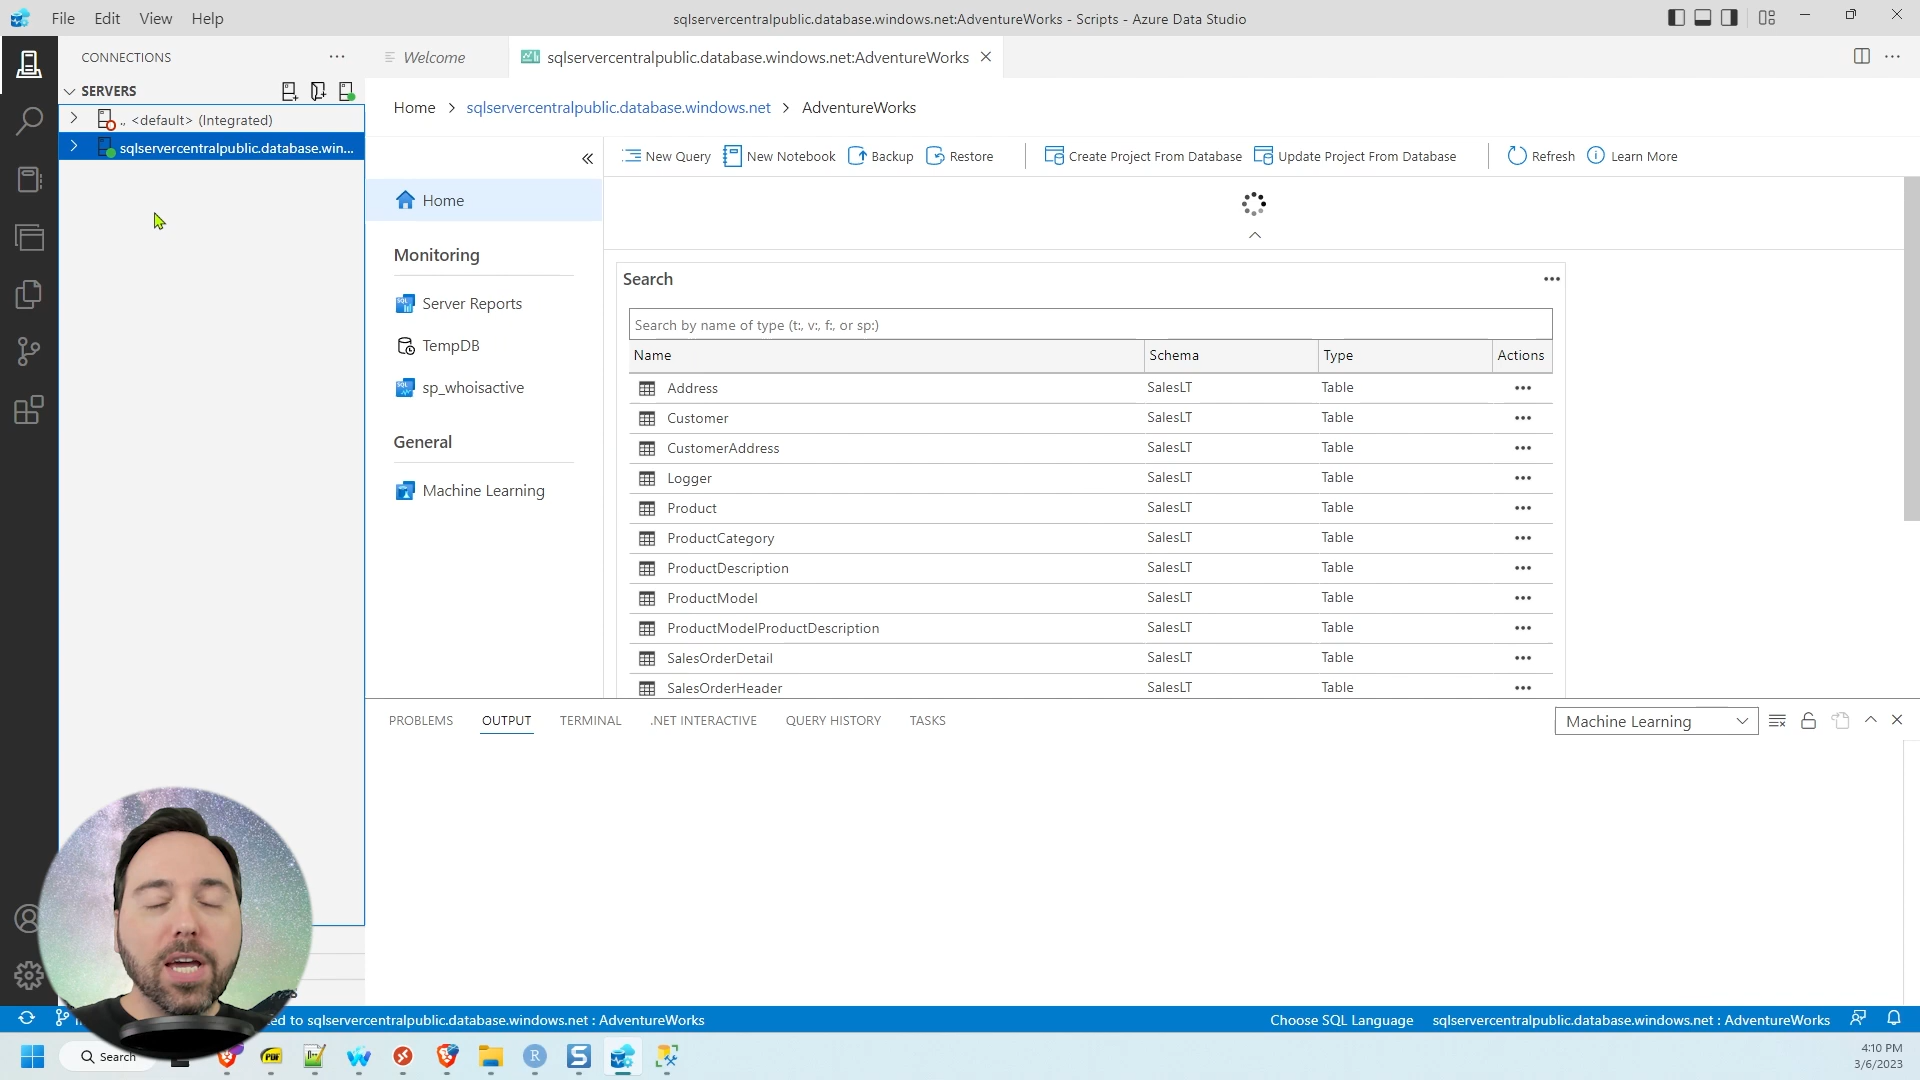 File Edit View Help
sqlservercentralpublic.database.windows.net:AdventureWorks - Scripts - Azure Data Studio
CONNECTIONS
Welcome
sqlservercentralpublic.database.windows.net:AdventureWorks
SERVERS
., <default> (Integrated)
sqlservercentralpublic.database.win...
Home > sqlservercentralpublic.database.windows.net > AdventureWorks
New Query
New Notebook
Backup
Restore
Create Project From Database
Update Project From Database
Refresh
Learn More
Home
Monitoring
Server Reports
TempDB
sp_whoisactive
General
Machine Learning
Search
Search by name of type (t:, v:, f:, or sp:)
Name Schema Type Actions
Address SalesLT Table
Customer SalesLT Table
CustomerAddress SalesLT Table
Logger SalesLT Table
Product SalesLT Table
ProductCategory SalesLT Table
ProductDescription SalesLT Table
ProductModel SalesLT Table
ProductModelProductDescription SalesLT Table
SalesOrderDetail SalesLT Table
SalesOrderHeader SalesLT Table
PROBLEMS OUTPUT TERMINAL .NET INTERACTIVE QUERY HISTORY TASKS
Machine Learning
to sqlservercentralpublic.database.windows.net : AdventureWorks
Choose SQL Language
sqlservercentralpublic.database.windows.net : AdventureWorks
Search
PDF
R
S
4:10 PM
3/6/2023